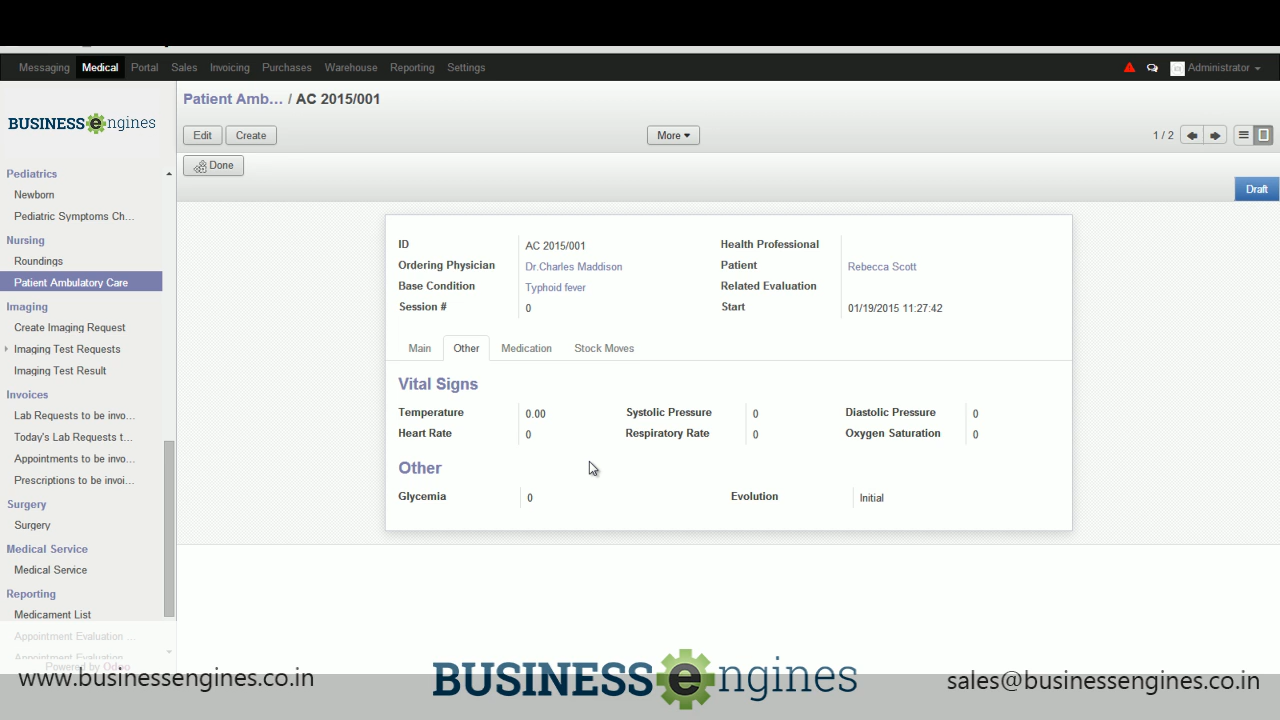 Messaging Medical Portal Sales Invoicing Purchases Warehouse Reporting Settings Administrator
BUSINESS engines
Patient Amb... / AC 2015/001
Edit Create More 1 / 2
Done
Draft
Pediatrics
Newborn
Pediatric Symptoms Ch...
Nursing
Roundings
Patient Ambulatory Care
Imaging
Create Imaging Request
Imaging Test Requests
Imaging Test Result
Invoices
Lab Requests to be invo...
Today's Lab Requests t...
Appointments to be invo...
Prescriptions to be invoi...
Surgery
Surgery
Medical Service
Medical Service
Reporting
Medicament List
Appointment Evaluation ...
Appointment Evaluation
Powered by Odoo
ID AC 2015/001 Health Professional
Ordering Physician Dr.Charles Maddison Patient Rebecca Scott
Base Condition Typhoid fever Related Evaluation
Session # 0 Start 01/19/2015 11:27:42
Main Other Medication Stock Moves
Vital Signs
Temperature 0.00 Systolic Pressure 0 Diastolic Pressure 0
Heart Rate 0 Respiratory Rate 0 Oxygen Saturation 0
Other
Glycemia 0 Evolution Initial
www.businessengines.co.in BUSINESS engines sales@businessengines.co.in